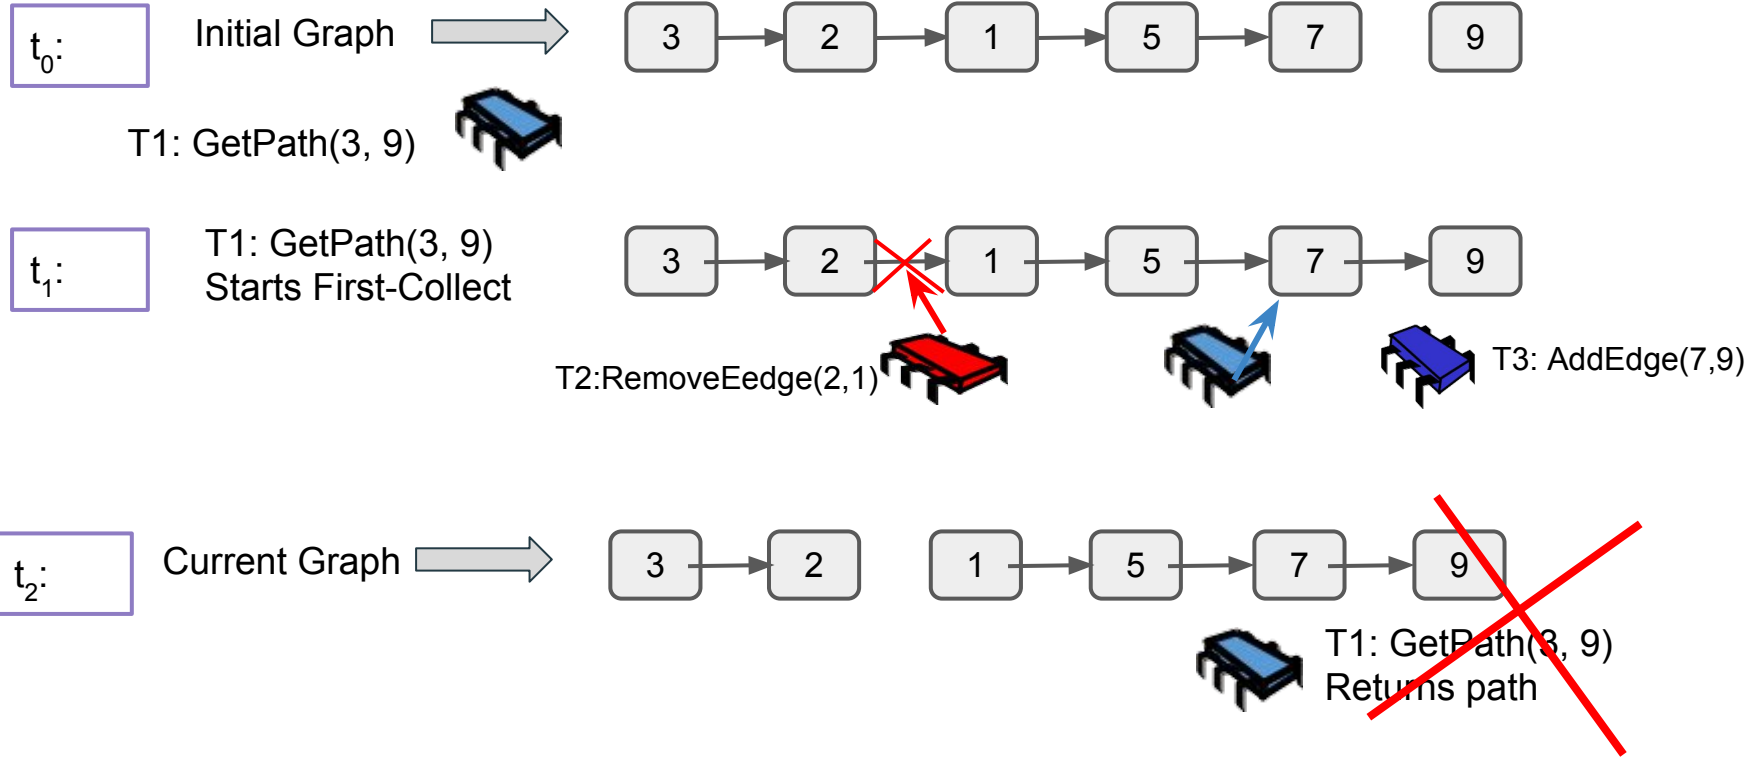 t0: Initial Graph 3 2 1 5 7 9
T1: GetPath(3, 9)
t1: T1: GetPath(3, 9) 3 2 1 5 7 9
Starts First-Collect
T2:RemoveEedge(2,1) T3: AddEdge(7,9)
t2: Current Graph 3 2 1 5 7 9
T1: GetPath(3, 9)
Returns path